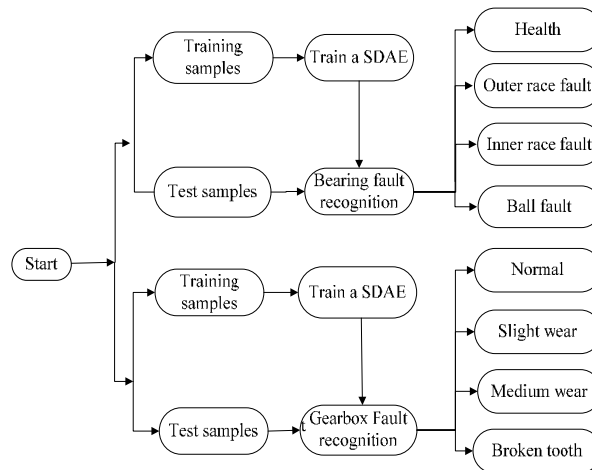 Health
Training
samples
Train a SDAE
Outer race fault
Inner race fault
Test samples
Bearing fault
recognition
Ball fault
Start
Normal
Training
samples
Train a SDAE
Slight wear
Medium wear
Test samples
t Gearbox Fault
recognition
Broken tooth